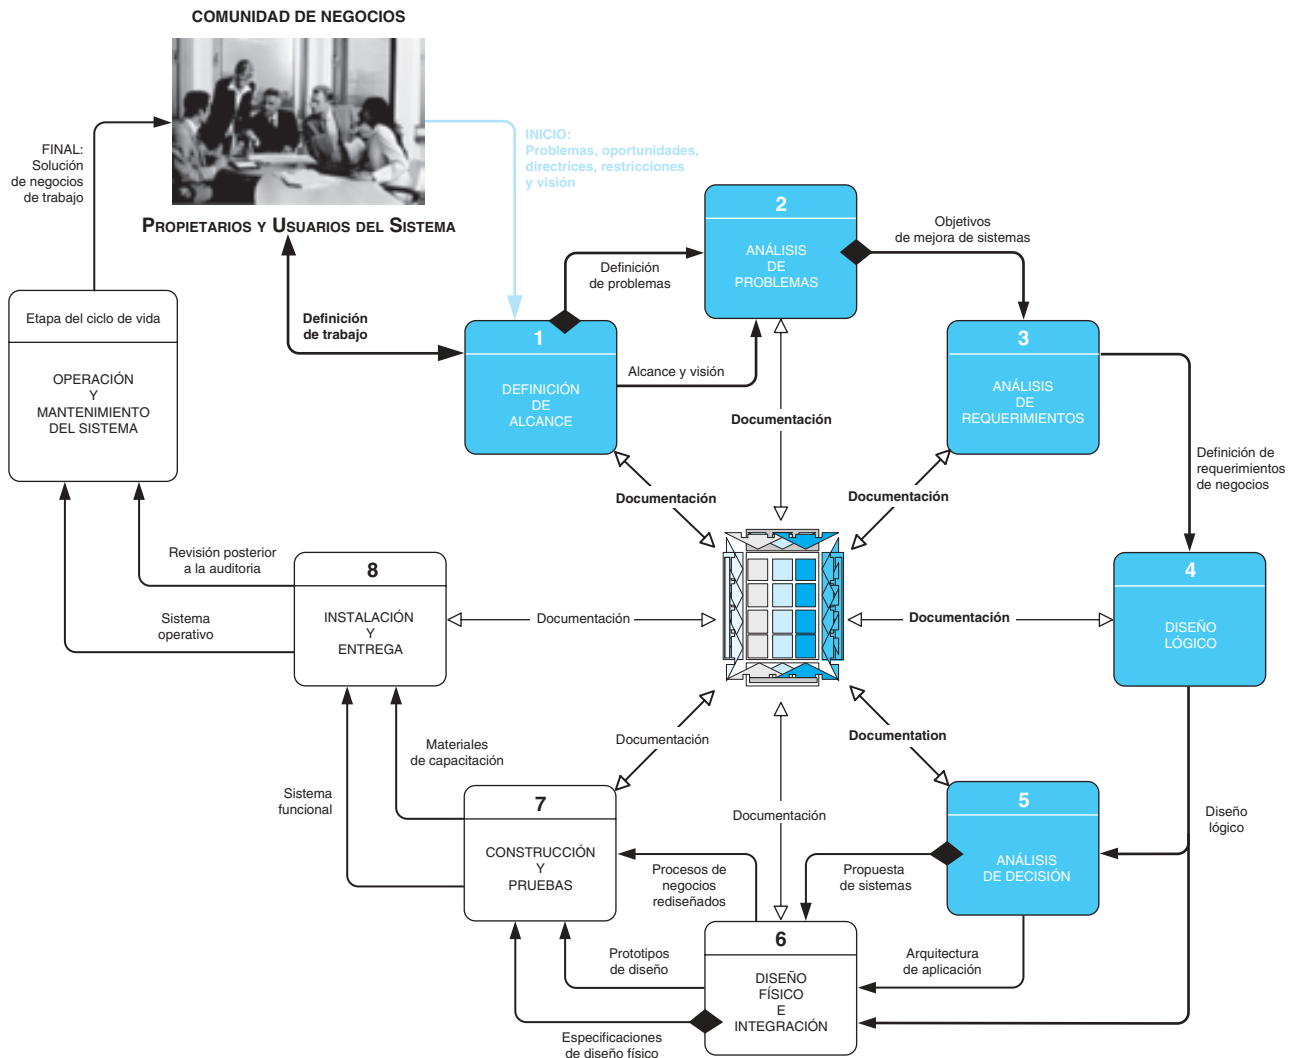 COMUNIDAD DE NEGOCIOS
FINAL:
Solución
de negocios
de trabajo
INICIO:
Problemas, oportunidades,
directrices, restricciones
y visión
PROPIETARIOS Y USUARIOS DEL SISTEMA
2
ANÁLISIS
DE
PROBLEMAS
Objetivos
de mejora de sistemas
Definición
de problemas
Etapa del ciclo de vida
OPERACIÓN
Y
MANTENIMIENTO
DEL SISTEMA
Definición
de trabajo
1
DEFINICIÓN
DE
ALCANCE
Alcance y visión
3
ANÁLISIS
DE
REQUERIMIENTOS
Documentación
Documentación
Documentación
Definición de
requerimientos
de negocios
Revisión posterior
a la auditoria
8
INSTALACIÓN
Y
ENTREGA
Sistema
operativo
Documentación
Documentación
4
DISEÑO
LÓGICO
Materiales
de capacitación
Documentación
Documentation
Sistema
funcional
7
CONSTRUCCIÓN
Y
PRUEBAS
Documentación
5
ANÁLISIS
DE DECISIÓN
Diseño
lógico
Procesos de
negocios
rediseñados
Propuesta
de sistemas
6
DISEÑO
FÍSICO
E
INTEGRACIÓN
Prototipos
de diseño
Arquitectura
de aplicación
Especificaciones
de diseño físico